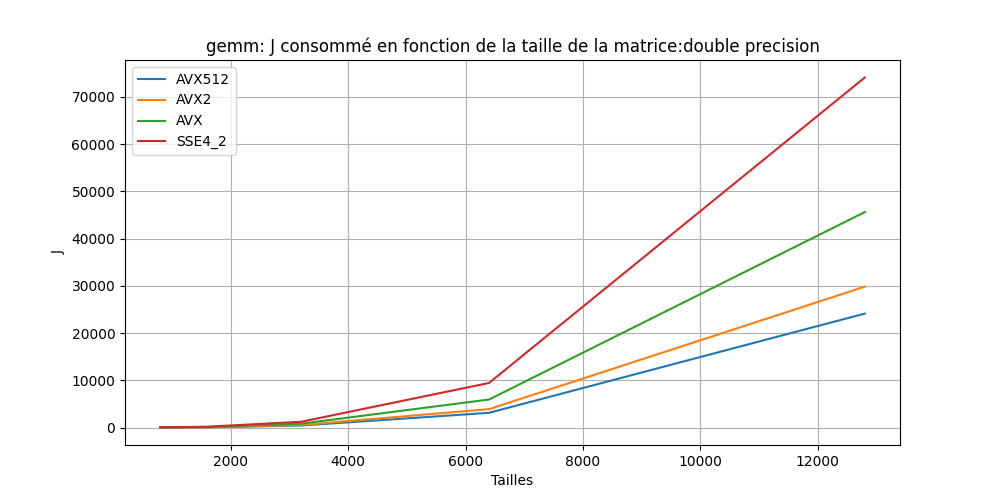 gemm: J consommé en fonction de la taille de la matrice:double precision
AVX512
AVX2
AVX
SSE4_2
70000
60000
50000
40000
30000
20000
10000
0
J
2000
4000
6000
8000
10000
12000
Tailles